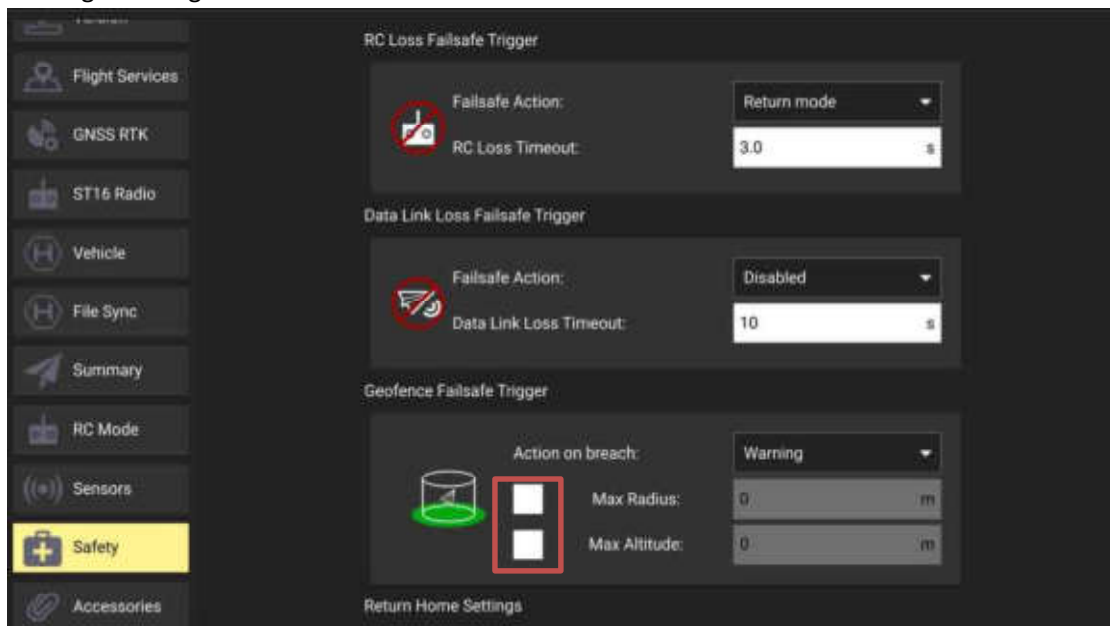 RC Loss Failsafe Trigger
Flight Services
Failsafe Action:
Return mode
GNSS RTK
RC Loss Timeout:
3.0
s
ST16 Radio
Data Link Loss Failsafe Trigger
Vehicle
Failsafe Action:
Disabled
File Sync
Data Link Loss Timeout:
10
s
Summary
Geofence Failsafe Trigger
RC Mode
Action on breach:
Warning
Sensors
Max Radius:
0
m
Safety
Max Altitude:
0
m
Accessories
Return Home Settings